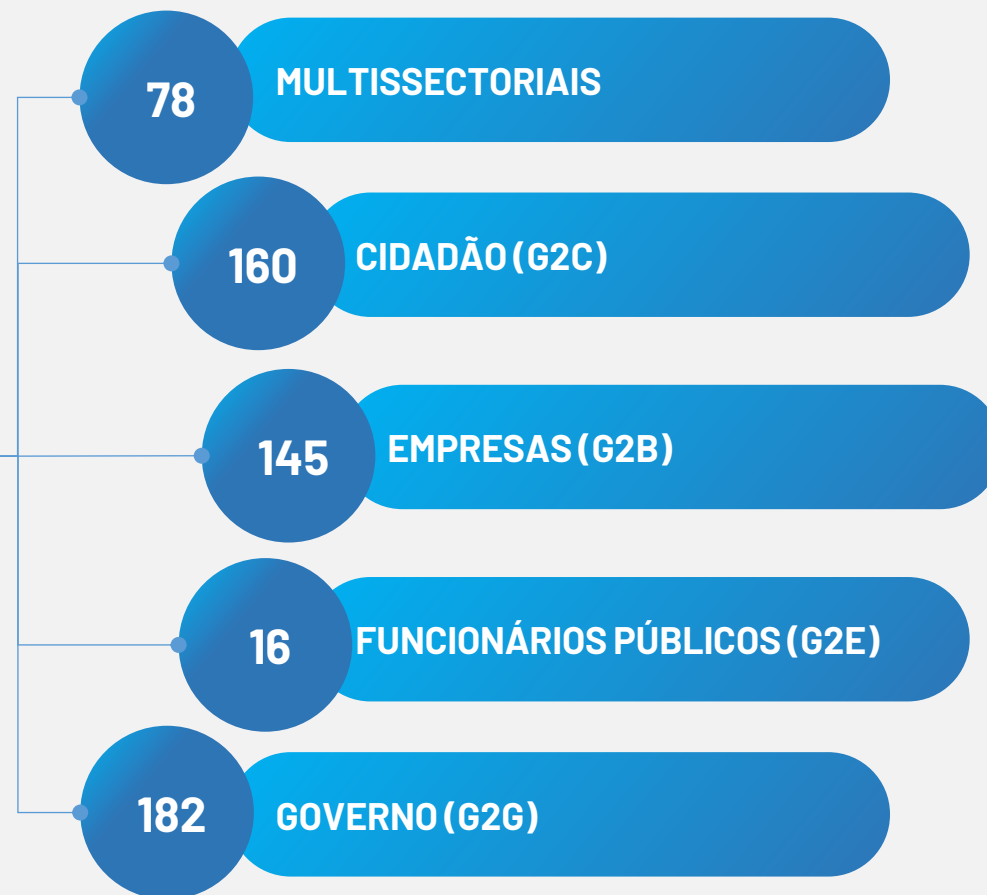 78
MULTISSECTORIAIS
160
CIDADÃO (G2C)
145
EMPRESAS (G2B)
16
FUNCIONÁRIOS PÚBLICOS (G2E)
182
GOVERNO (G2G)